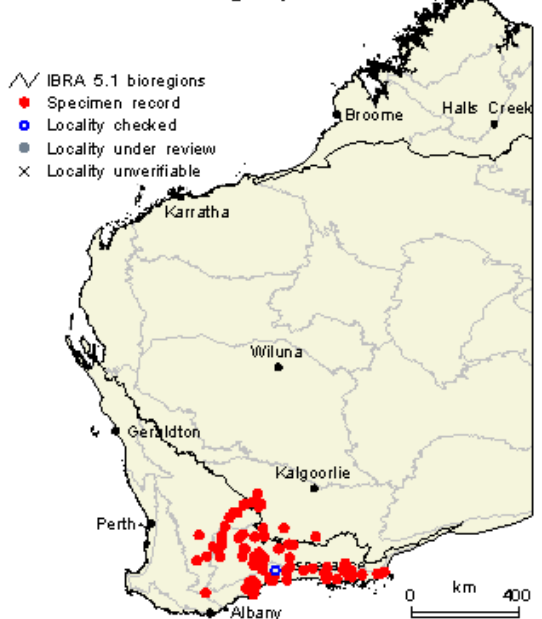 IBRA 5.1 bioregions
Specimen record
Locality checked
Locality under review
Locality unverifiable
Broome
Halls Creek
Karratha
Wiluna
Geraldton
Kalgoorlie
Perth
Albany
km
0 400